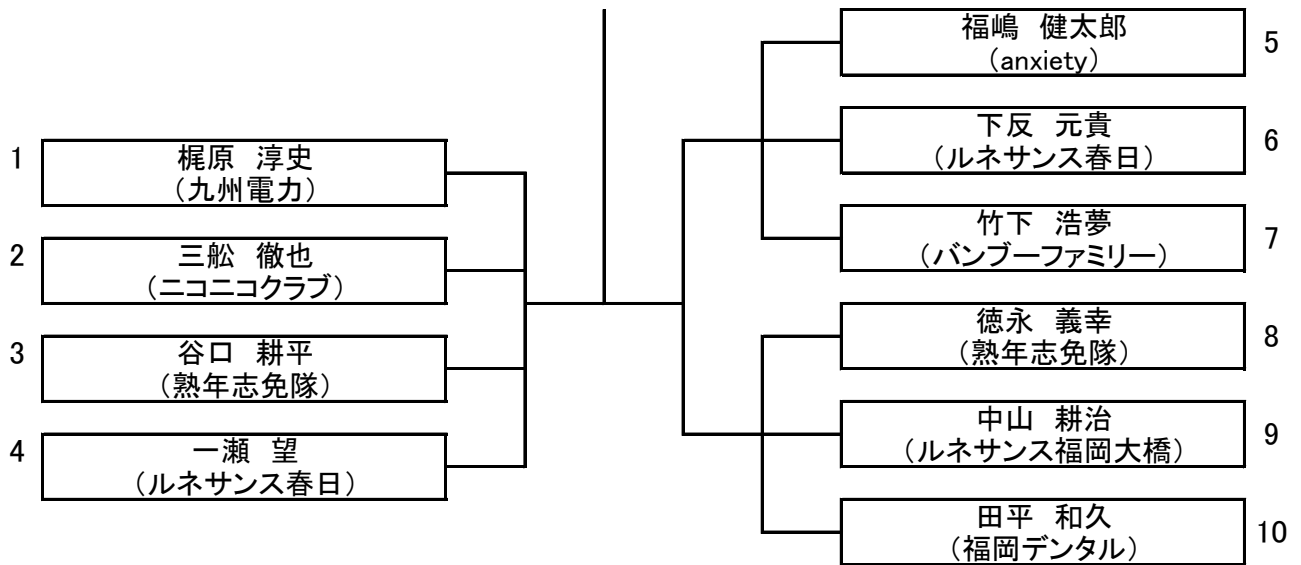 1
梶原 淳史
（九州電力）
2
三舩 徹也
（ニコニコクラブ）
3
谷口 耕平
（熟年志免隊）
4
一瀬 望
（ルネサンス春日）
福嶋 健太郎
（anxiety）
5
下反 元貴
（ルネサンス春日）
6
竹下 浩夢
（バンブーファミリー）
7
徳永 義幸
（熟年志免隊）
8
中山 耕治
（ルネサンス福岡大橋）
9
田平 和久
（福岡デンタル）
10